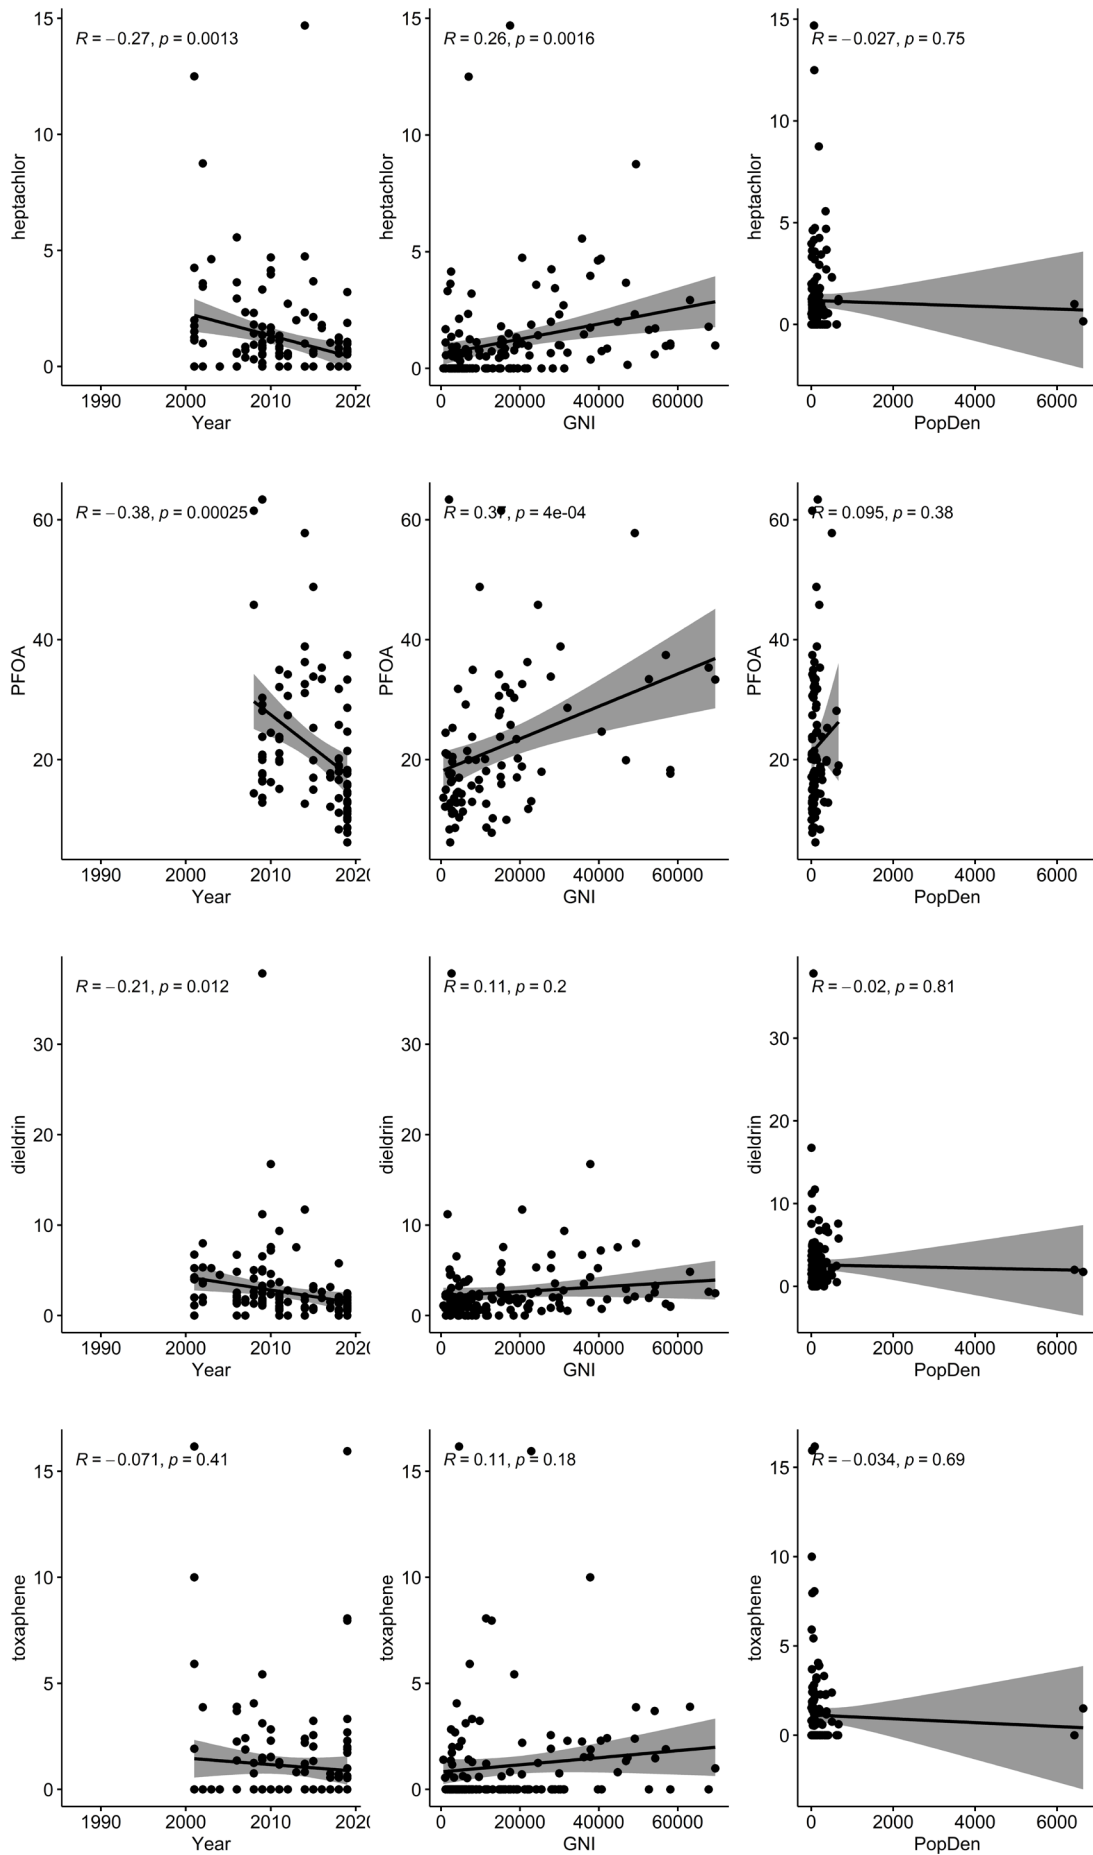 15
R = −0.27, p = 0.0013
10
5
0
heptachlor
1990 2000 2010 2020
Year
15
R = 0.26, p = 0.0016
10
5
0
heptachlor
0 20000 40000 60000
GNI
15
R = −0.027, p = 0.75
10
5
0
heptachlor
0 2000 4000 6000
PopDen
60
R = −0.38, p = 0.00025
40
20
PFOA
1990 2000 2010 2020
Year
60
R = 0.37, p = 4e-04
40
20
PFOA
0 20000 40000 60000
GNI
60
R = 0.095, p = 0.38
40
20
PFOA
0 2000 4000 6000
PopDen
R = −0.21, p = 0.012
30
20
10
0
dieldrin
1990 2000 2010 2020
Year
R = 0.11, p = 0.2
30
20
10
0
dieldrin
0 20000 40000 60000
GNI
R = −0.02, p = 0.81
30
20
10
0
dieldrin
0 2000 4000 6000
PopDen
R = −0.071, p = 0.41
15
10
5
0
toxaphene
1990 2000 2010 2020
Year
R = 0.11, p = 0.18
15
10
5
0
toxaphene
0 20000 40000 60000
GNI
R = −0.034, p = 0.69
15
10
5
0
toxaphene
0 2000 4000 6000
PopDen